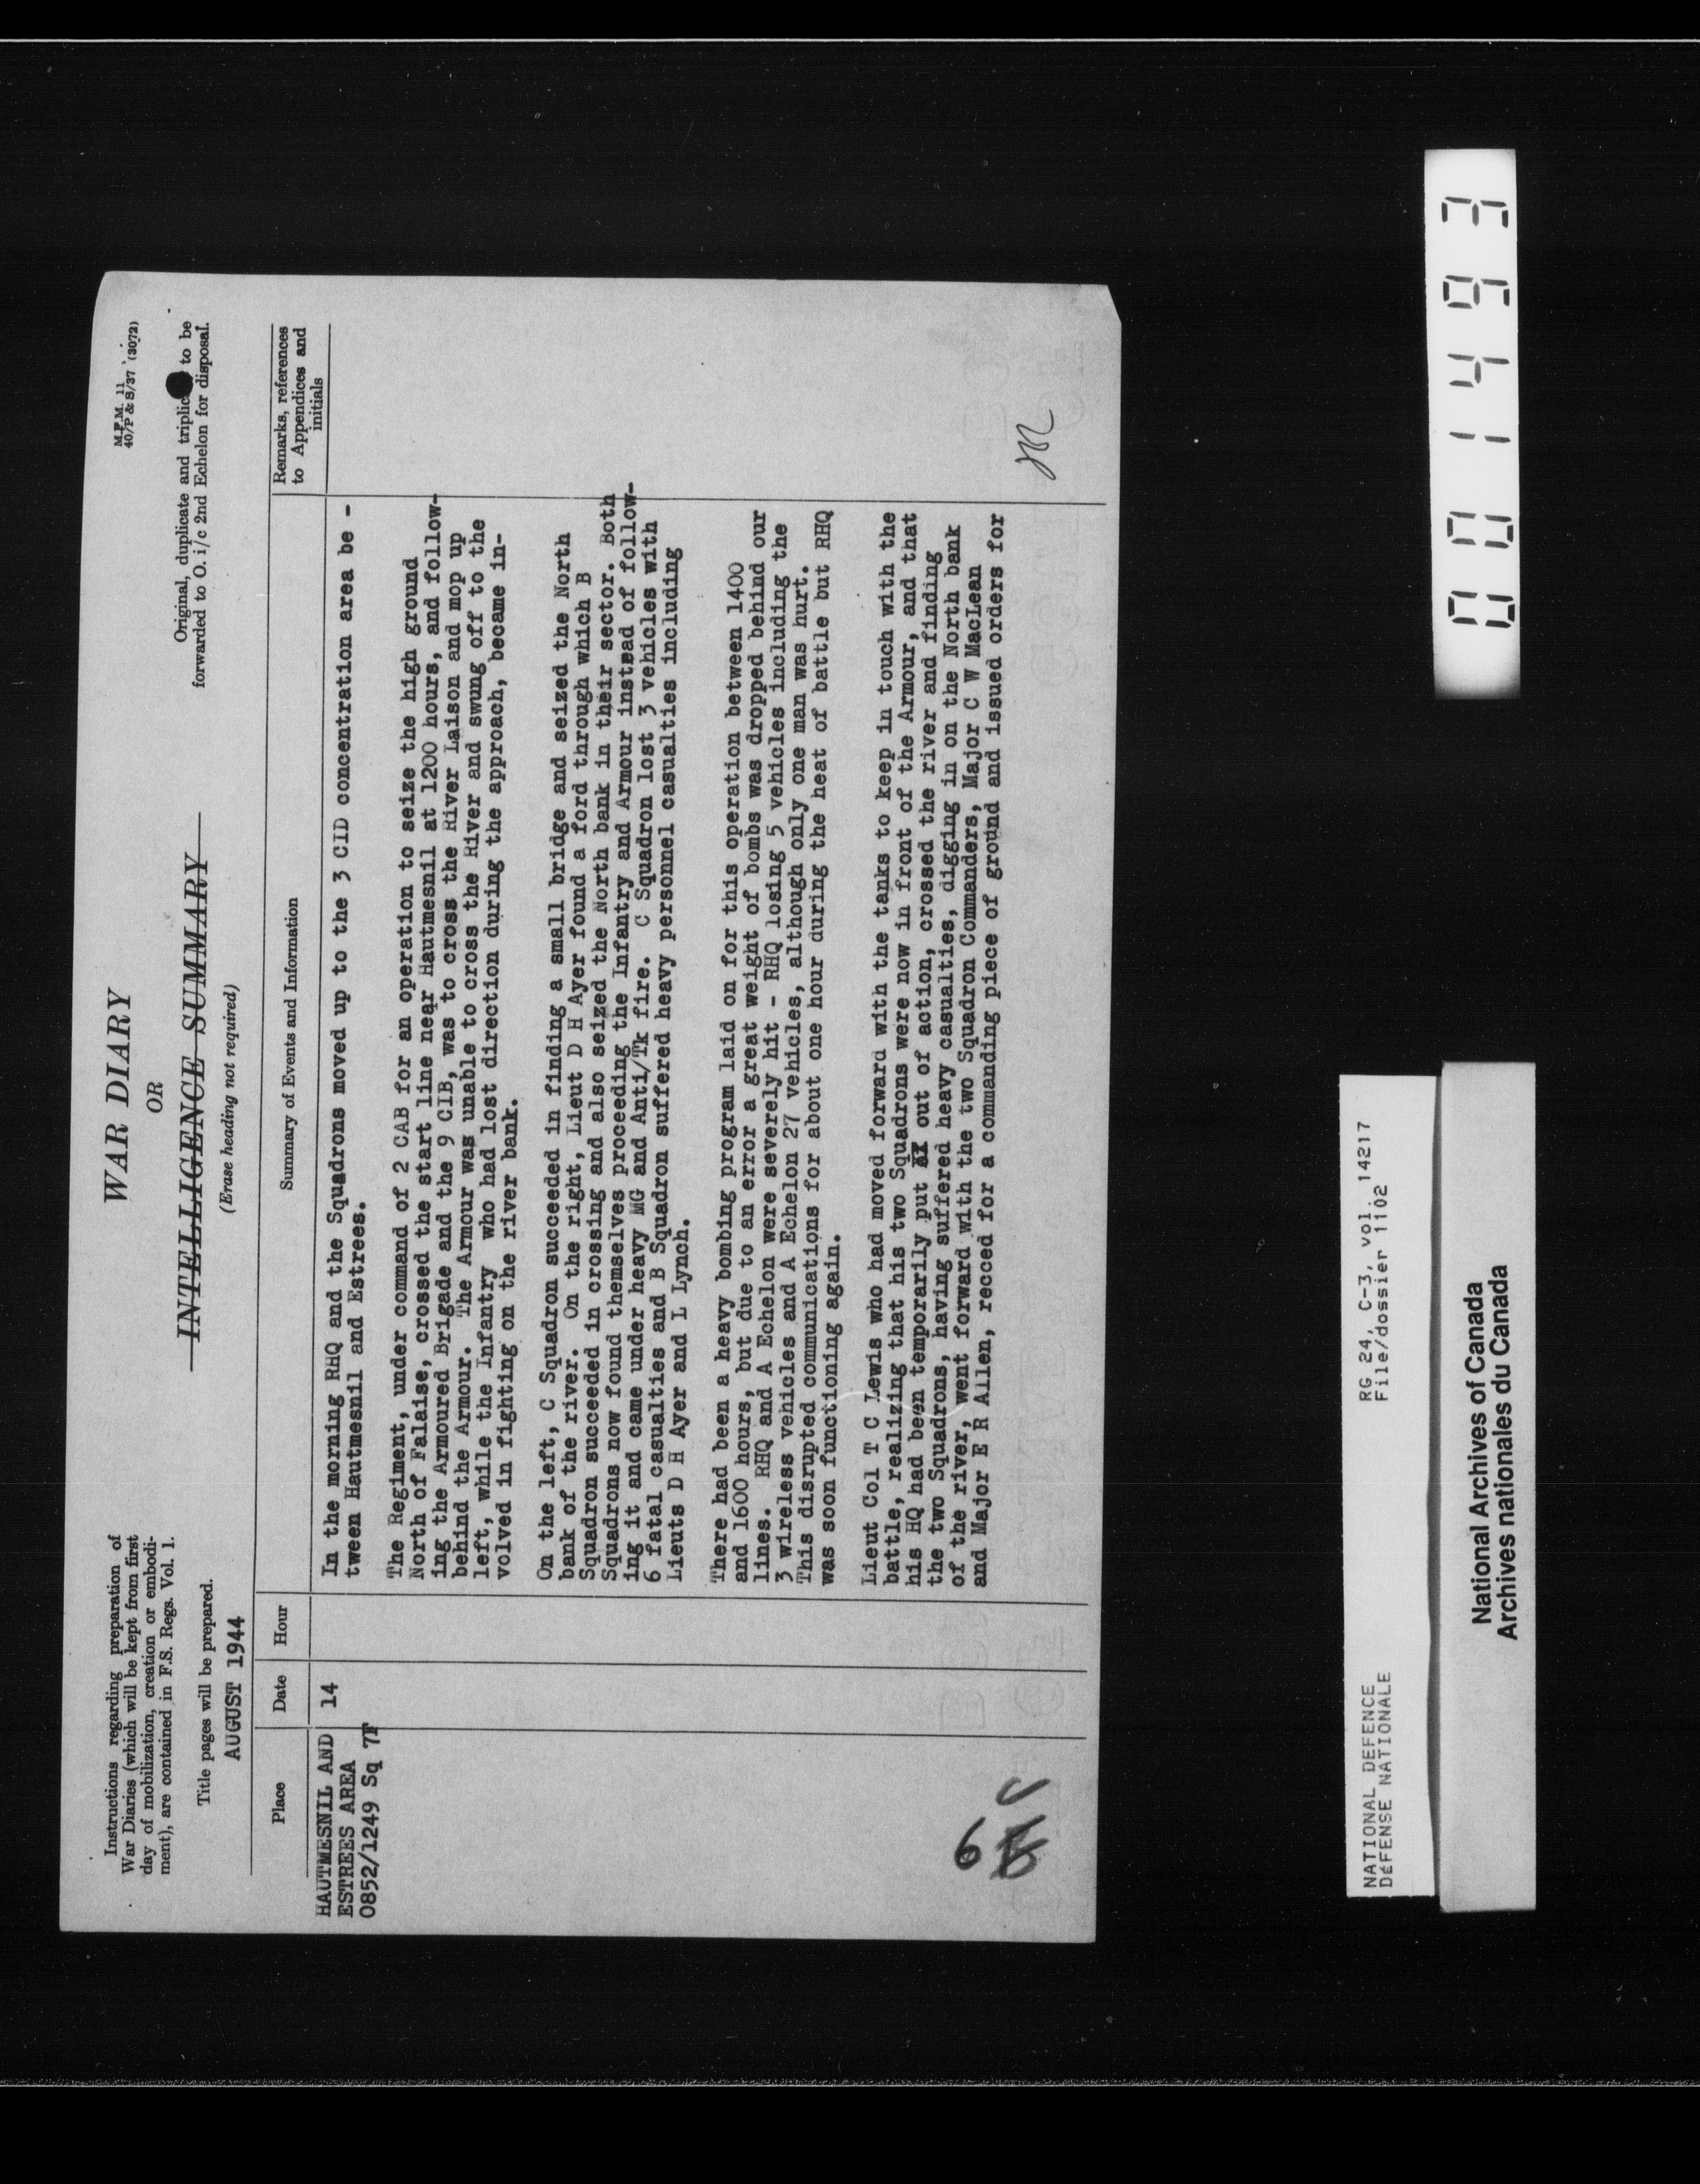 Instructions regarding preparation of
War Diaries (which will be kept from first
day of mobilization, creation or embodi-
ment), are contained in F.S. Regs. Vol. 1.
Title pages will be prepared.
AUGUST 1944
WAR DIARY
OR
INTELLIGENCE SUMMARY
(Erase heading not required)
M.F.M. 11
40/P & S/37 (3072)
Original, duplicate and triplic to be
forwarded to O. i/c 2nd Echelon for disposal.
Place
Date
Hour
Summary of Events and Information
Remarks, references
to Appendices and
initials
HAUTMESNIL AND
ESTREES AREA
0852/1249 Sq 7F
14
In the morning RHQ and the Squadrons moved up to the 3 CID concentration area be -
tween Hautmesnil and Estrees.
The Regiment, under command of 2 CAB for an operation to seize the high ground
North of Falaise, crossed the start line near Hautmesnil at 1200 hours, and follow-
ing the Armoured Brigade and the 9 CIB, was to cross the River Laison and mop up
behind the Armour. The Armour was unable to cross the River and swung off to the
left, while the Infantry who had lost direction during the approach, became in-
volved in fighting on the river bank.
On the left, C Squadron succeeded in finding a small bridge and seized the North
bank of the river. On the right, Lieut D H Ayer found a ford through which B
Squadron succeeded in crossing and also seized the North bank in their sector. Both
Squadrons now found themselves proceeding the Infantry and Armour instead of follow-
ing it and came under heavy MG and Anti/Tk fire. C Squadron lost 3 vehicles with
6 fatal casualties and B Squadron suffered heavy personnel casualties including
Lieuts D H Ayer and L Lynch.
There had been a heavy bombing program laid on for this operation between 1400
and 1600 hours, but due to an error a great weight of bombs was dropped behind our
lines. RHQ and A Echelon were severely hit - RHQ losing 5 vehicles including the
3 wireless vehicles and A Echelon 27 vehicles, although only one man was hurt.
This disrupted communications for about one hour during the heat of battle but RHQ
was soon functioning again.
Lieut Col T C Lewis who had moved forward with the tanks to keep in touch with the
battle, realizing that his two Squadrons were now in front of the Armour, and that
his HQ had been temporarily put out of action, crossed the river and finding
the two Squadrons, having suffered heavy casualties, digging in on the North bank
of the river, went forward with the two Squadron Commanders, Major C W MacLean
and Major E R Allen, recced for a commanding piece of ground and issued orders for
6
001493
NATIONAL DEFENCE
DÉFENSE NATIONALE
RG 24, C-3, vol. 14217
File/dossier 1102
National Archives of Canada
Archives nationales du Canada